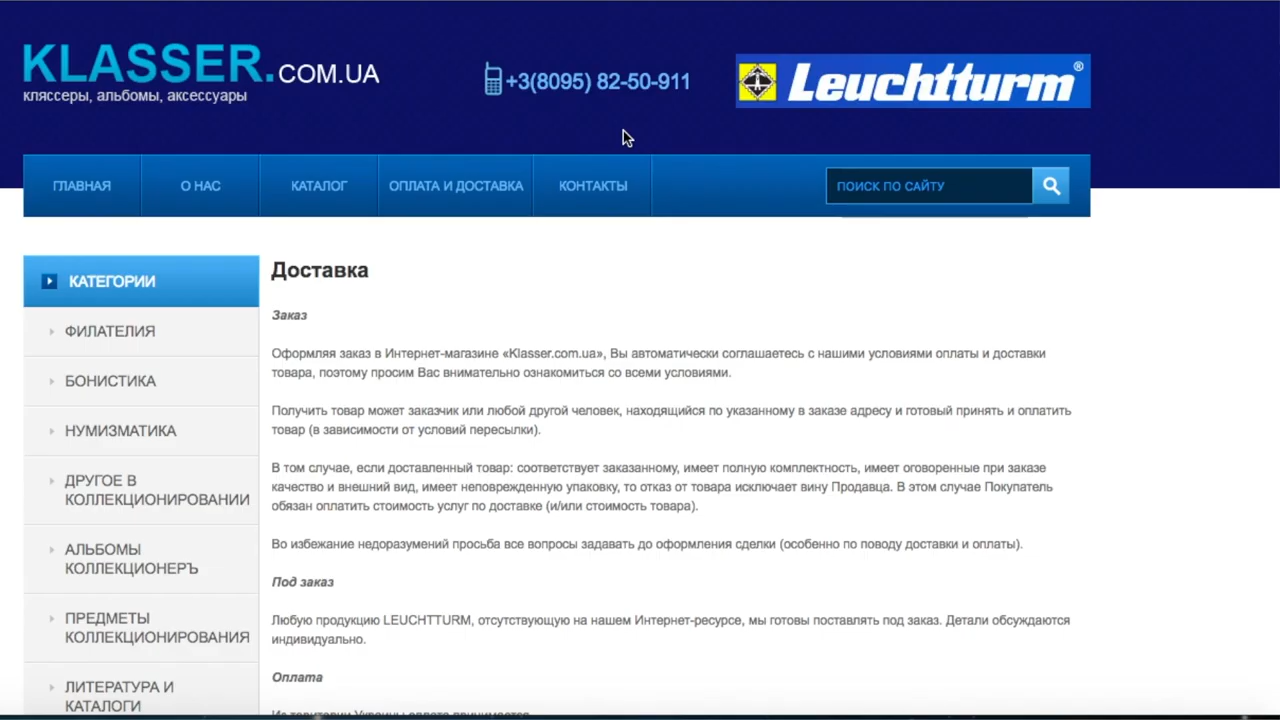 KLASSER.COM.UA
кляссеры, альбомы, аксессуары
+3(8095) 82-50-911
Leuchtturm®
ГЛАВНАЯ
О НАС
КАТАЛОГ
ОПЛАТА И ДОСТАВКА
КОНТАКТЫ
ПОИСК ПО САЙТУ
КАТЕГОРИИ
ФИЛАТЕЛИЯ
БОНИСТИКА
НУМИЗМАТИКА
ДРУГОЕ В
КОЛЛЕКЦИОНИРОВАНИИ
АЛЬБОМЫ
КОЛЛЕКЦИОНЕРЪ
ПРЕДМЕТЫ
КОЛЛЕКЦИОНИРОВАНИЯ
ЛИТЕРАТУРА И
КАТАЛОГИ
Доставка
Заказ
Оформляя заказ в Интернет-магазине «Klasser.com.ua», Вы автоматически соглашаетесь с нашими условиями оплаты и доставки
товара, поэтому просим Вас внимательно ознакомиться со всеми условиями.
Получить товар может заказчик или любой другой человек, находящийся по указанному в заказе адресу и готовый принять и оплатить
товар (в зависимости от условий пересылки).
В том случае, если доставленный товар: соответствует заказанному, имеет полную комплектность, имеет оговоренные при заказе
качество и внешний вид, имеет неповрежденную упаковку, то отказ от товара исключает вину Продавца. В этом случае Покупатель
обязан оплатить стоимость услуг по доставке (и/или стоимость товара).
Во избежание недоразумений просьба все вопросы задавать до оформления сделки (особенно по поводу доставки и оплаты).
Под заказ
Любую продукцию LEUCHTTURM, отсутствующую на нашем Интернет-ресурсе, мы готовы поставлять под заказ. Детали обсуждаются
индивидуально.
Оплата